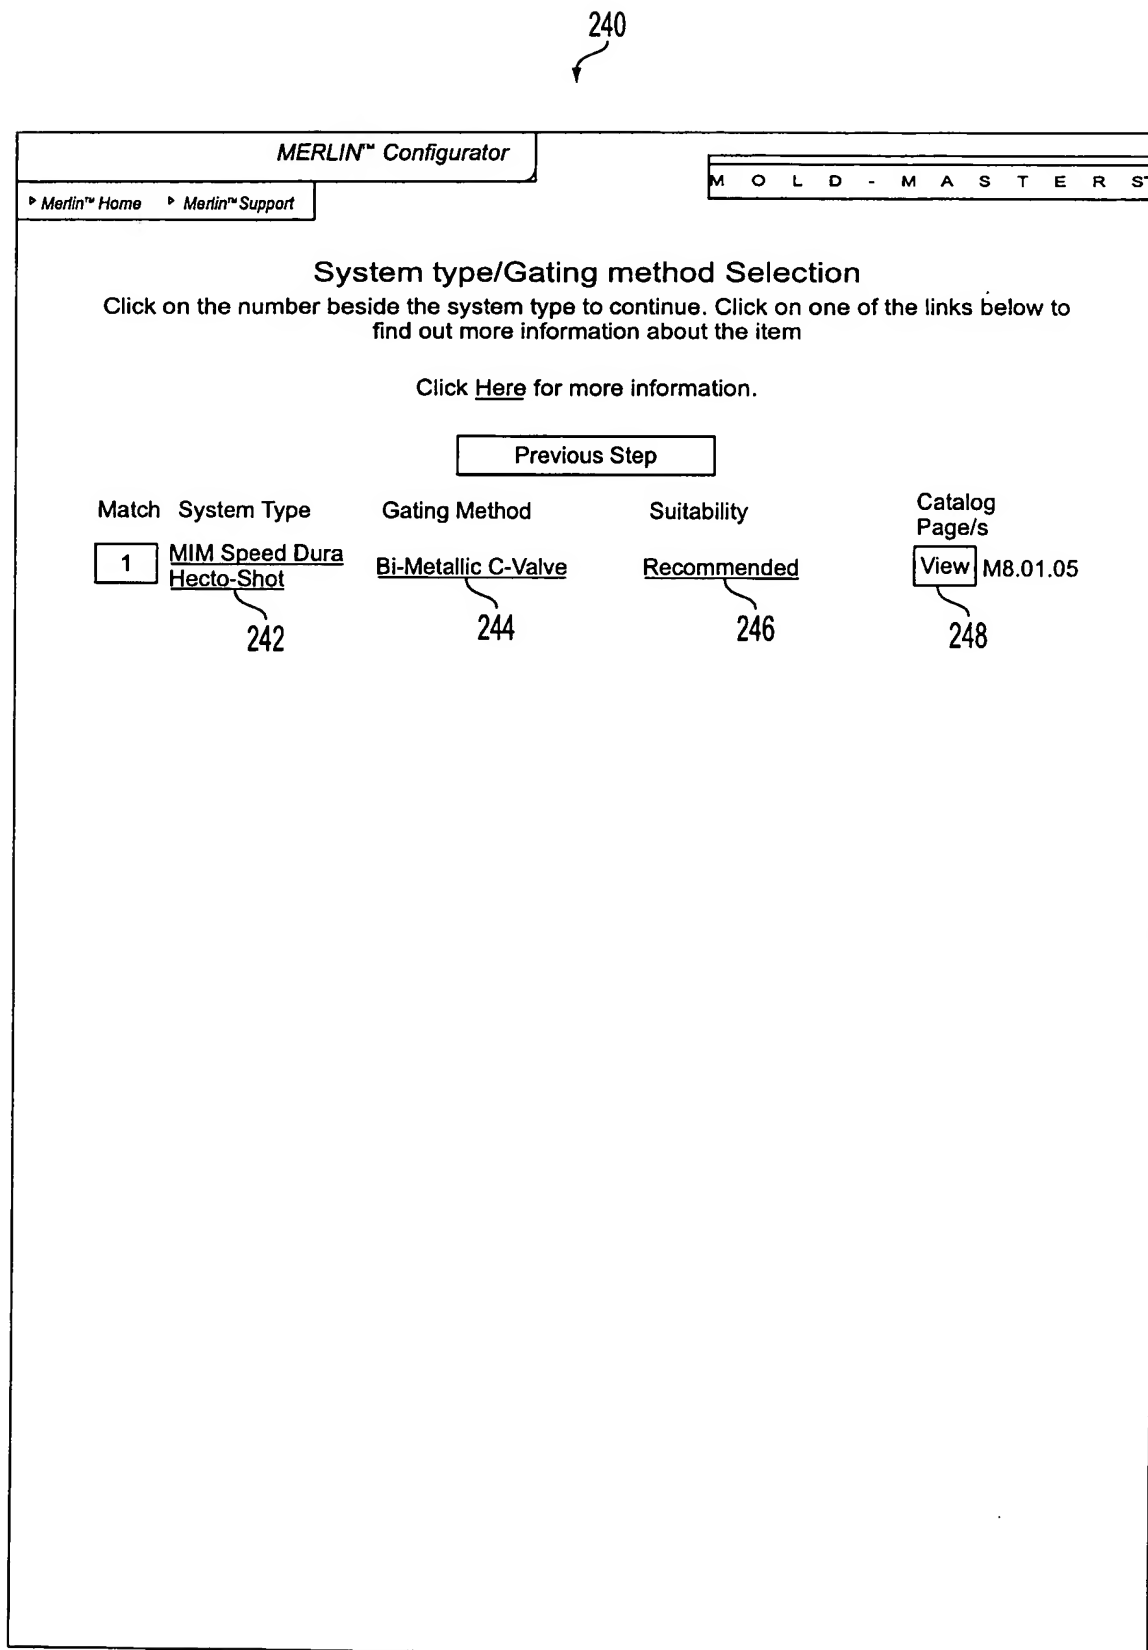 240
MERLIN™ Configurator
M O L D - M A S T E R S
Merlin™ Home Merlin™ Support
System type/Gating method Selection
Click on the number beside the system type to continue. Click on one of the links below to
find out more information about the item
Click Here for more information.
Previous Step
Match System Type Gating Method Suitability Catalog
Page/s
1 MIM Speed Dura
Hecto-Shot Bi-Metallic C-Valve Recommended View M8.01.05
242 244 246 248